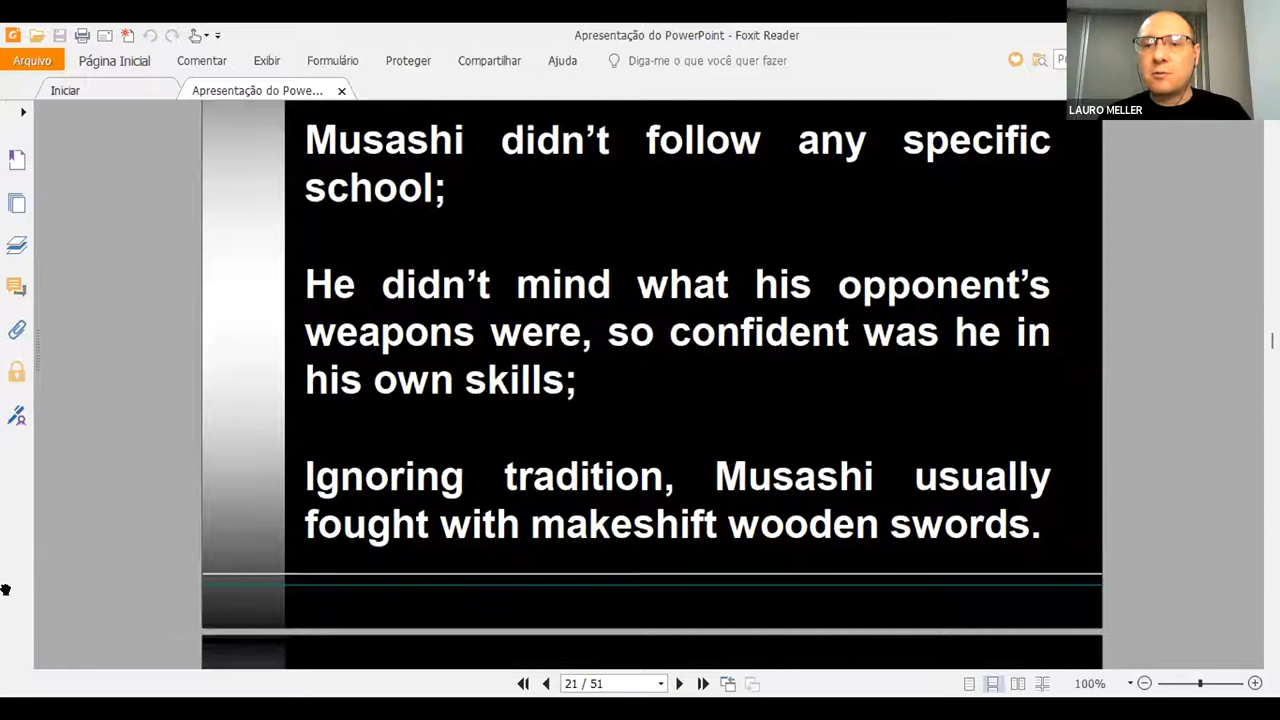 Apresentação do PowerPoint - Foxit Reader
Arquivo Página Inicial Comentar Exibir Formulário Proteger Compartilhar Ajuda Diga-me o que você quer fazer
LAURO MELLER
Iniciar Apresentação do Powe...
Musashi didn’t follow any specific
school;
He didn’t mind what his opponent’s
weapons were, so confident was he in
his own skills;
Ignoring tradition, Musashi usually
fought with makeshift wooden swords.
21 / 51
100%